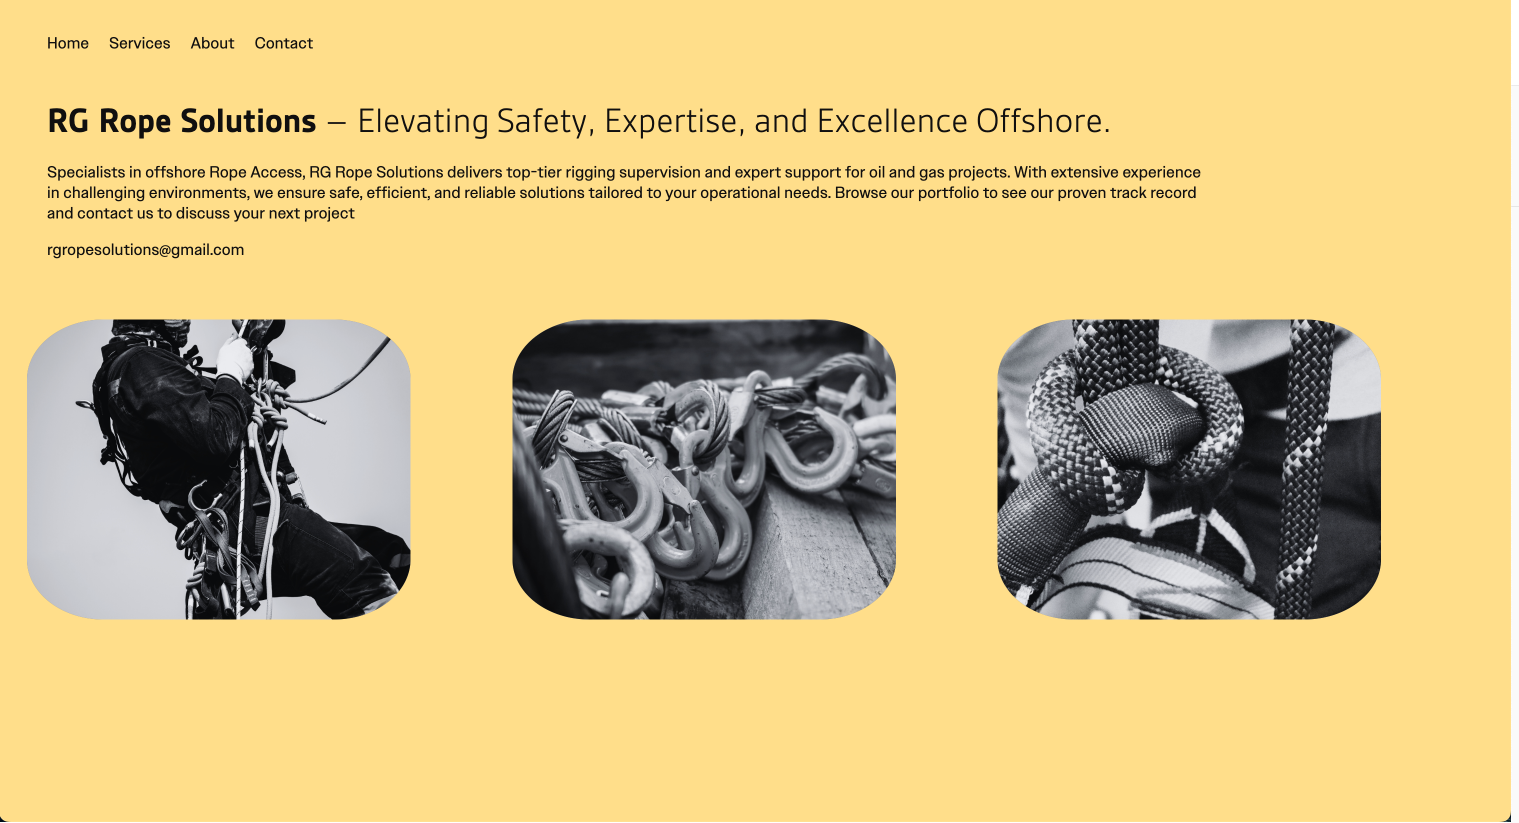 Home Services About Contact
RG Rope Solutions — Elevating Safety, Expertise, and Excellence Offshore.
Specialists in offshore Rope Access, RG Rope Solutions delivers top-tier rigging supervision and expert support for oil and gas projects. With extensive experience
in challenging environments, we ensure safe, efficient, and reliable solutions tailored to your operational needs. Browse our portfolio to see our proven track record
and contact us to discuss your next project
rgropesolutions@gmail.com